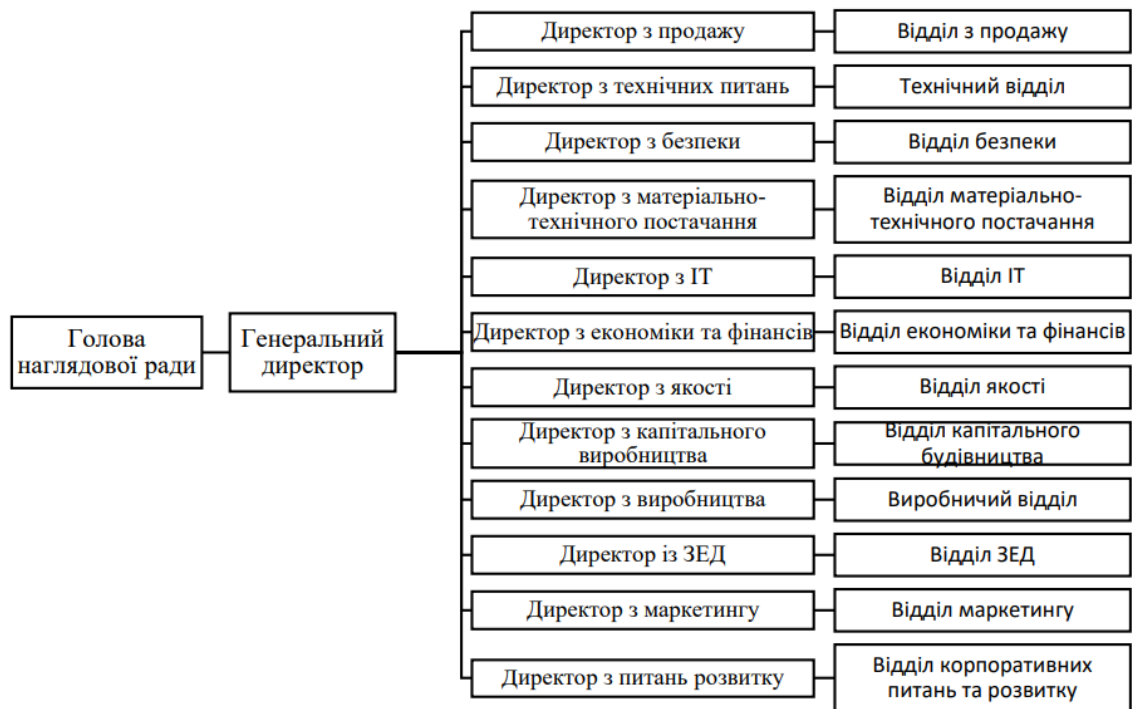 Директор з продажу
Відділ з продажу
Директор з технічних питань
Технічний відділ
Директор з безпеки
Відділ безпеки
Директор з матеріально-
технічного постачання
Відділ матеріально-
технічного постачання
Директор з ІТ
Відділ ІТ
Голова
наглядової ради
Генеральний
директор
Директор з економіки та фінансів
Відділ економіки та фінансів
Директор з якості
Відділ якості
Директор з капітального
виробництва
Відділ капітального
будівництва
Директор з виробництва
Виробничий відділ
Директор із ЗЕД
Відділ ЗЕД
Директор з маркетингу
Відділ маркетингу
Директор з питань розвитку
Відділ корпоративних
питань та розвитку